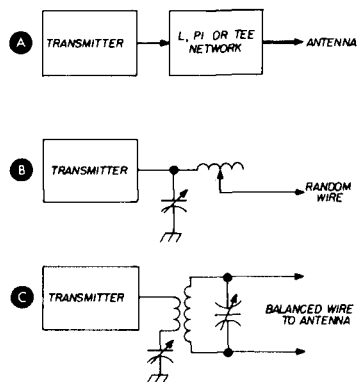 A
TRANSMITTER
L, PI OR TEE
NETWORK
ANTENNA
B
TRANSMITTER
RANDOM
WIRE
C
TRANSMITTER
BALANCED WIRE
TO ANTENNA